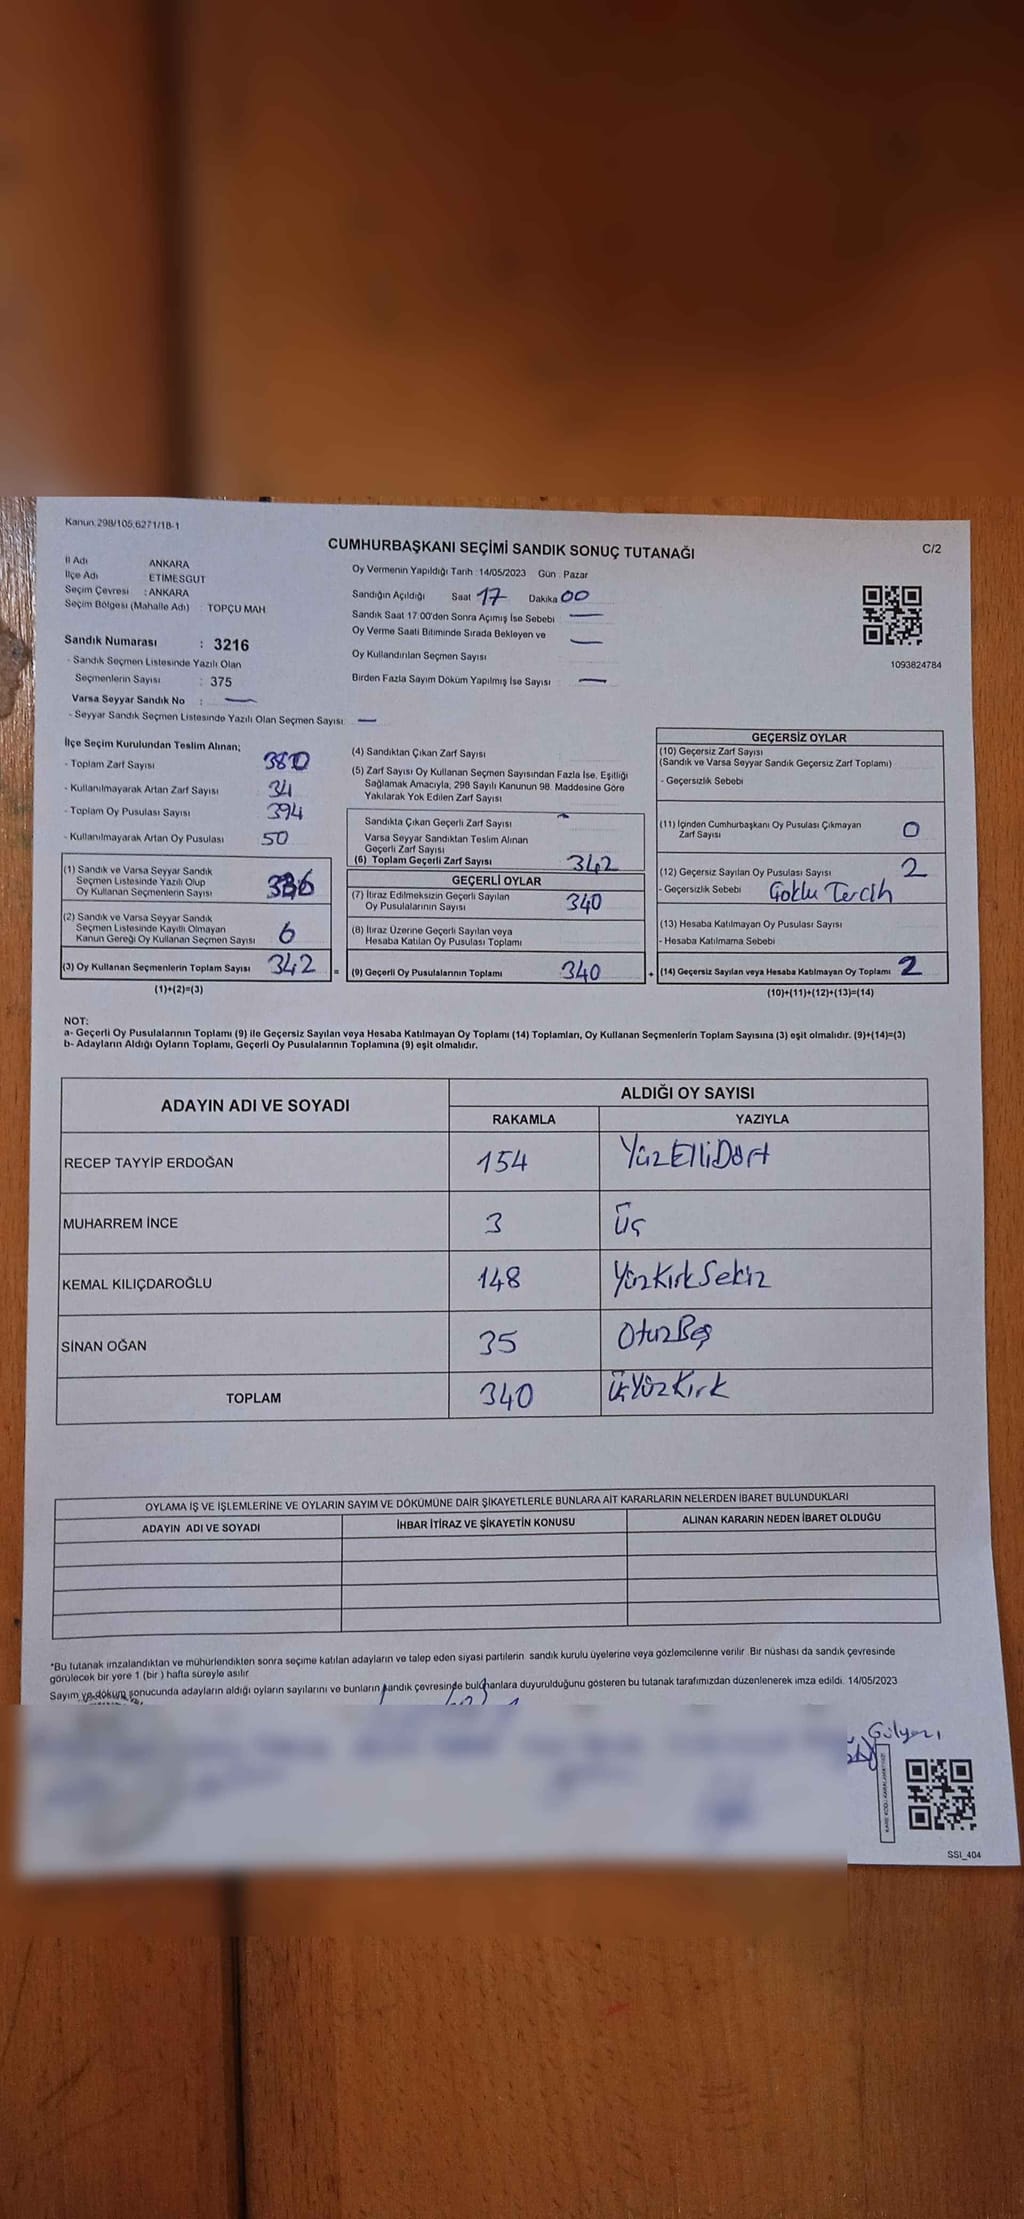 Kanun.298/105,6271/18-1
CUMHURBAŞKANI SEÇİMİ SANDIK SONUÇ TUTANAĞI
C/2
İl Adı ANKARA
İlçe Adı ETİMESGUT
Seçim Çevresi : ANKARA
Seçim Bölgesi (Mahalle Adı) TOPÇU MAH
Oy Vermenin Yapıldığı Tarih : 14/05/2023 Gün : Pazar
Sandığın Açıldığı Saat 17 Dakika 00
Sandık Saat 17:00'den Sonra Açımış İse Sebebi —
Oy Verme Saati Bitiminde Sırada Bekleyen ve
Oy Kullandırılan Seçmen Sayısı —
Birden Fazla Sayım Döküm Yapılmış İse Sayısı —
1093824784
Sandık Numarası : 3216
- Sandık Seçmen Listesinde Yazılı Olan
Seçmenlerin Sayısı : 375
Varsa Seyyar Sandık No : —
- Seyyar Sandık Seçmen Listesinde Yazılı Olan Seçmen Sayısı: —
İlçe Seçim Kurulundan Teslim Alınan;
- Toplam Zarf Sayısı
- Kullanılmayarak Artan Zarf Sayısı 34
- Toplam Oy Pusulası Sayısı 394
- Kullanılmayarak Artan Oy Pusulası 50
(1) Sandık ve Varsa Seyyar Sandık
Seçmen Listesinde Yazılı Olup
Oy Kullanan Seçmenlerin Sayısı
(2) Sandık ve Varsa Seyyar Sandık
Seçmen Listesinde Kayıtlı Olmayan
Kanun Gereği Oy Kullanan Seçmen Sayısı 6
(3) Oy Kullanan Seçmenlerin Toplam Sayısı 342
(1)+(2)=(3)
(4) Sandıktan Çıkan Zarf Sayısı
(5) Zarf Sayısı Oy Kullanan Seçmen Sayısından Fazla İse, Eşitliği
Sağlamak Amacıyla, 298 Sayılı Kanunun 98. Maddesine Göre
Yakılarak Yok Edilen Zarf Sayısı
Sandıkta Çıkan Geçerli Zarf Sayısı
Varsa Seyyar Sandıktan Teslim Alınan
Geçerli Zarf Sayısı
(6) Toplam Geçerli Zarf Sayısı 342
GEÇERLİ OYLAR
(7) İtiraz Edilmeksizin Geçerli Sayılan
Oy Pusulalarının Sayısı 340
(8) İtiraz Üzerine Geçerli Sayılan veya
Hesaba Katılan Oy Pusulası Toplamı
= (9) Geçerli Oy Pusulalarının Toplamı 340
GEÇERSİZ OYLAR
(10) Geçersiz Zarf Sayısı
(Sandık ve Varsa Seyyar Sandık Geçersiz Zarf Toplamı)
- Geçersizlik Sebebi
(11) İçinden Cumhurbaşkanı Oy Pusulası Çıkmayan
Zarf Sayısı 0
(12) Geçersiz Sayılan Oy Pusulası Sayısı 2
- Geçersizlik Sebebi Çoklu Tercih
(13) Hesaba Katılmayan Oy Pusulası Sayısı
- Hesaba Katılmama Sebebi
+ (14) Geçersiz Sayılan veya Hesaba Katılmayan Oy Toplamı 2
(10)+(11)+(12)+(13)=(14)
NOT:
a- Geçerli Oy Pusulalarının Toplamı (9) ile Geçersiz Sayılan veya Hesaba Katılmayan Oy Toplamı (14) Toplamları, Oy Kullanan Seçmenlerin Toplam Sayısına (3) eşit olmalıdır. (9)+(14)=(3)
b- Adayların Aldığı Oyların Toplamı, Geçerli Oy Pusulalarının Toplamına (9) eşit olmalıdır.
ADAYIN ADI VE SOYADI ALDIĞI OY SAYISI
RAKAMLA YAZIYLA
RECEP TAYYİP ERDOĞAN 154 YüzElliDört
MUHARREM İNCE 3 Üç
KEMAL KILIÇDAROĞLU 148 YüzKırkSekiz
SİNAN OĞAN 35 OtuzBeş
TOPLAM 340 ÜçYüzKırk
OYLAMA İŞ VE İŞLEMLERİNE VE OYLARIN SAYIM VE DÖKÜMÜNE DAİR ŞİKAYETLERLE BUNLARA AİT KARARLARIN NELERDEN İBARET BULUNDUKLARI
ADAYIN ADI VE SOYADI İHBAR İTİRAZ VE ŞİKAYETİN KONUSU ALINAN KARARIN NEDEN İBARET OLDUĞU
*Bu tutanak imzalandıktan ve mühürlendikten sonra seçime katılan adayların ve talep eden siyasi partilerin sandık kurulu üyelerine veya gözlemcilerine verilir. Bir nüshası da sandık çevresinde
görülecek bir yere 1 (bir ) hafta süreyle asılır
Sayım ve döküm sonucunda adayların aldığı oyların sayılarını ve bunların sandık çevresinde bulunanlara duyurulduğunu gösteren bu tutanak tarafımızdan düzenlenerek imza edildi. 14/05/2023
SSI_404